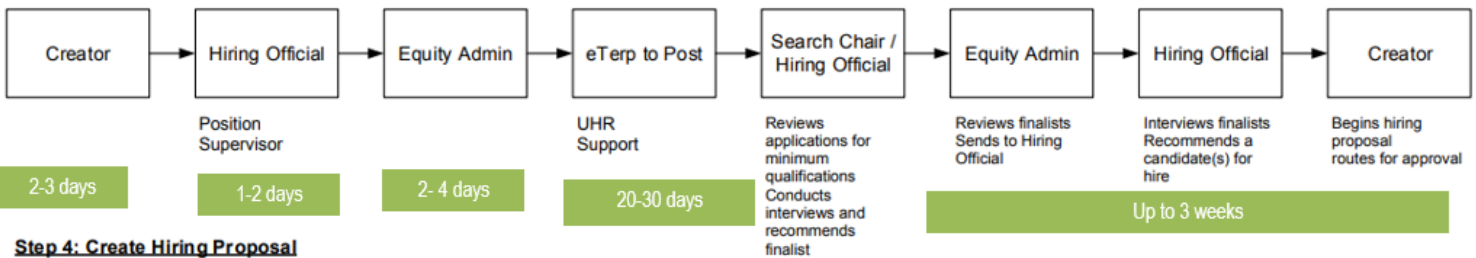 Creator
Hiring Official
Equity Admin
eTerp to Post
Search Chair /
Hiring Official
Equity Admin
Hiring Official
Creator
Position
Supervisor
UHR
Support
Reviews
applications for
minimum
qualifications
Conducts
interviews and
recommends
finalist
Reviews finalists
Sends to Hiring
Official
Interviews finalists
Recommends a
candidate(s) for
hire
Begins hiring
proposal
routes for approval
2-3 days
1-2 days
2- 4 days
20-30 days
Up to 3 weeks
Step 4: Create Hiring Proposal